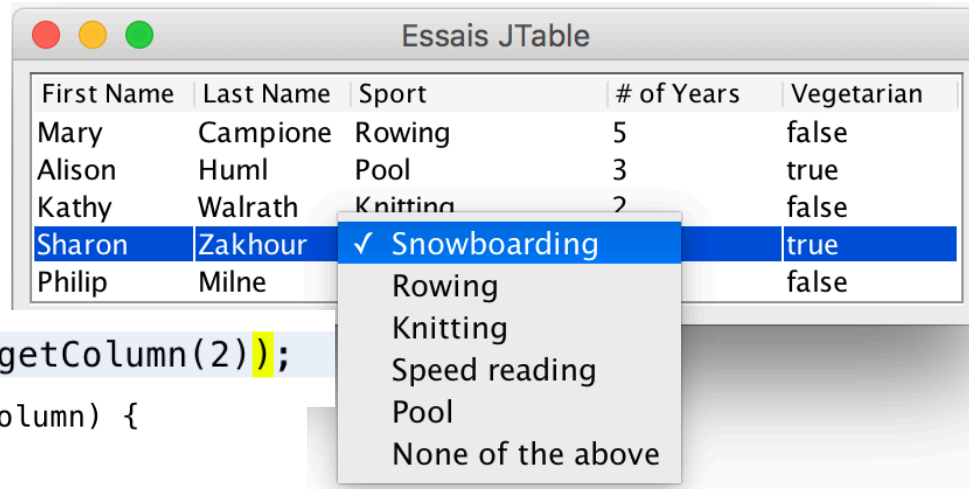 Essais JTable
First Name Last Name Sport # of Years Vegetarian
Mary Campione Rowing 5 false
Alison Huml Pool 3 true
Kathy Walrath Knitting 2 false
Sharon Zakhour ✓ Snowboarding true
Philip Milne Rowing false
Knitting
getColumn(2));
Speed reading
olumn) {
Pool
None of the above